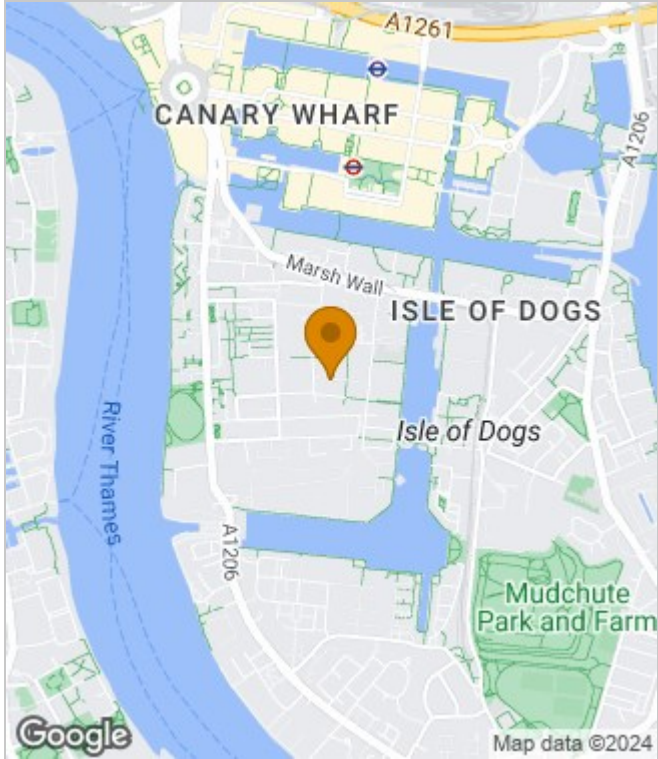 A1261
CANARY WHARF
A1206
Marsh Wall
ISLE OF DOGS
Isle of Dogs
River Thames
A1206
Mudchute
Park and Farm
Google
Map data ©2024